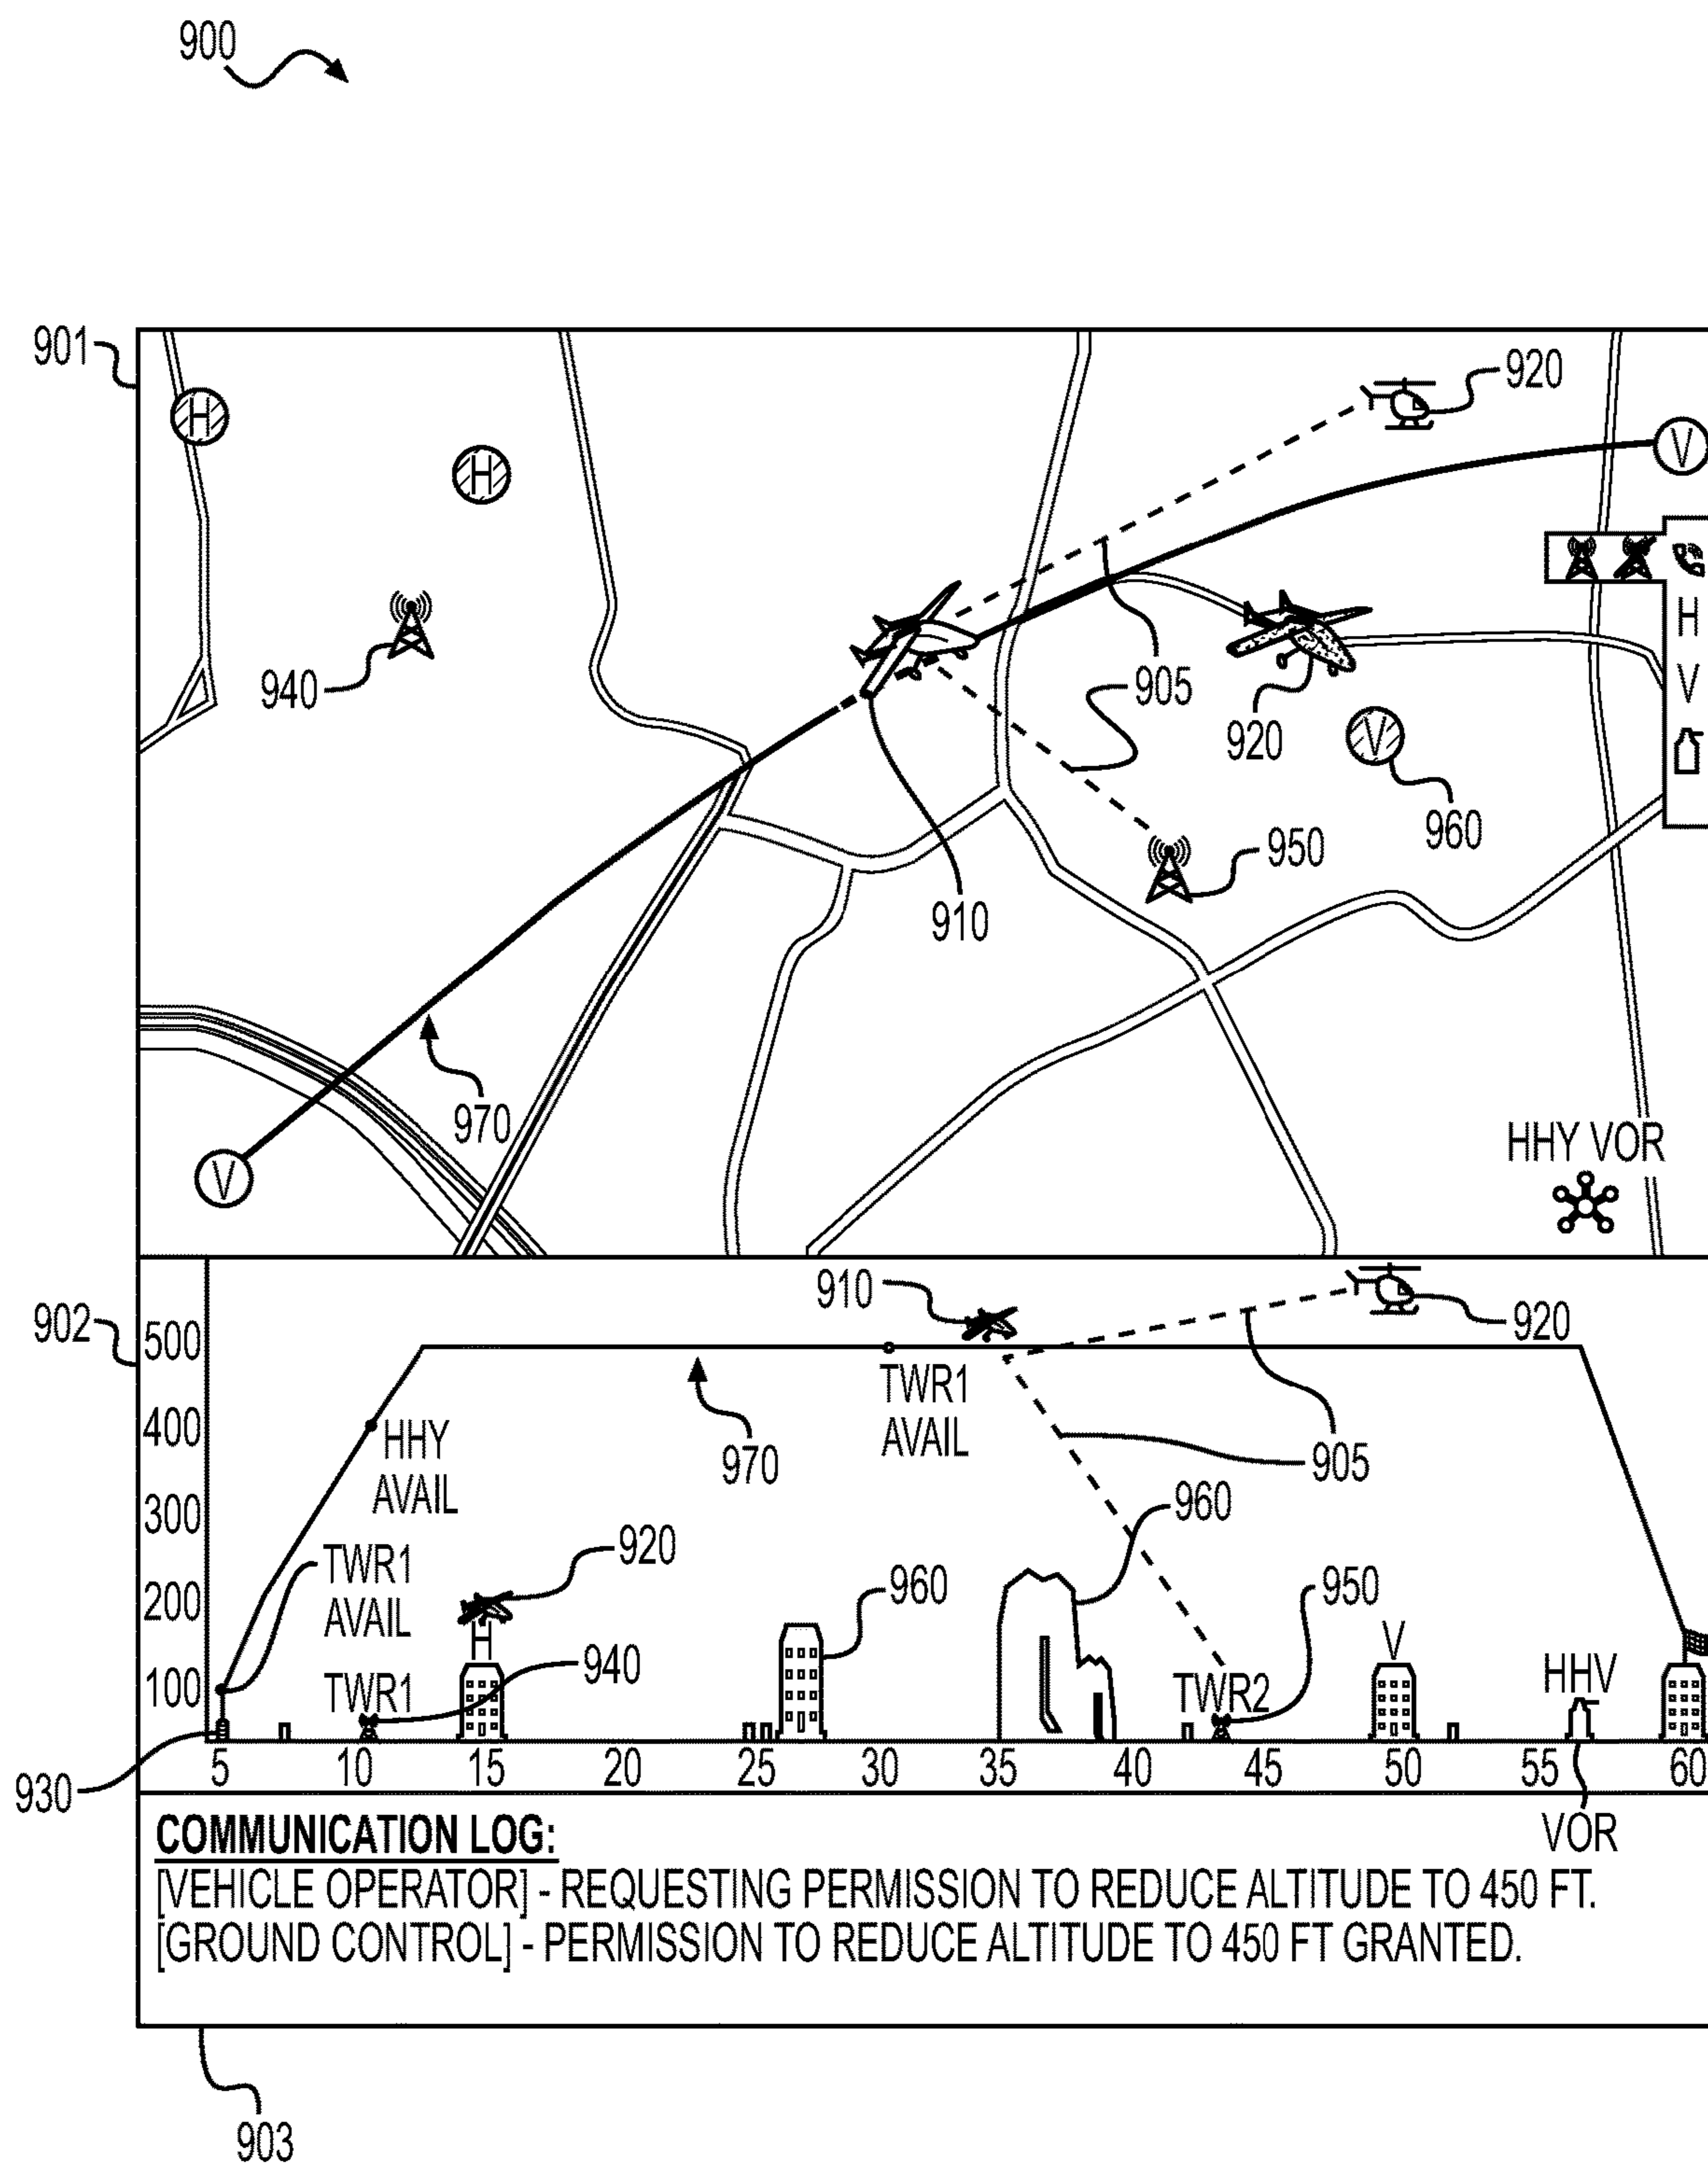 900
901
920
H
V
H
940
905
H
V
920
V
960
950
910
970
V
HHY VOR
902
910
920
500
TWR1
AVAIL
400
HHY
AVAIL
970
905
300
960
TWR1
AVAIL
920
200
960
950
H
V
940
100
TWR1
TWR2
HHV
5 10 15 20 25 30 35 40 45 50 55 60
930
VOR
COMMUNICATION LOG:
[VEHICLE OPERATOR] - REQUESTING PERMISSION TO REDUCE ALTITUDE TO 450 FT.
[GROUND CONTROL] - PERMISSION TO REDUCE ALTITUDE TO 450 FT GRANTED.
903